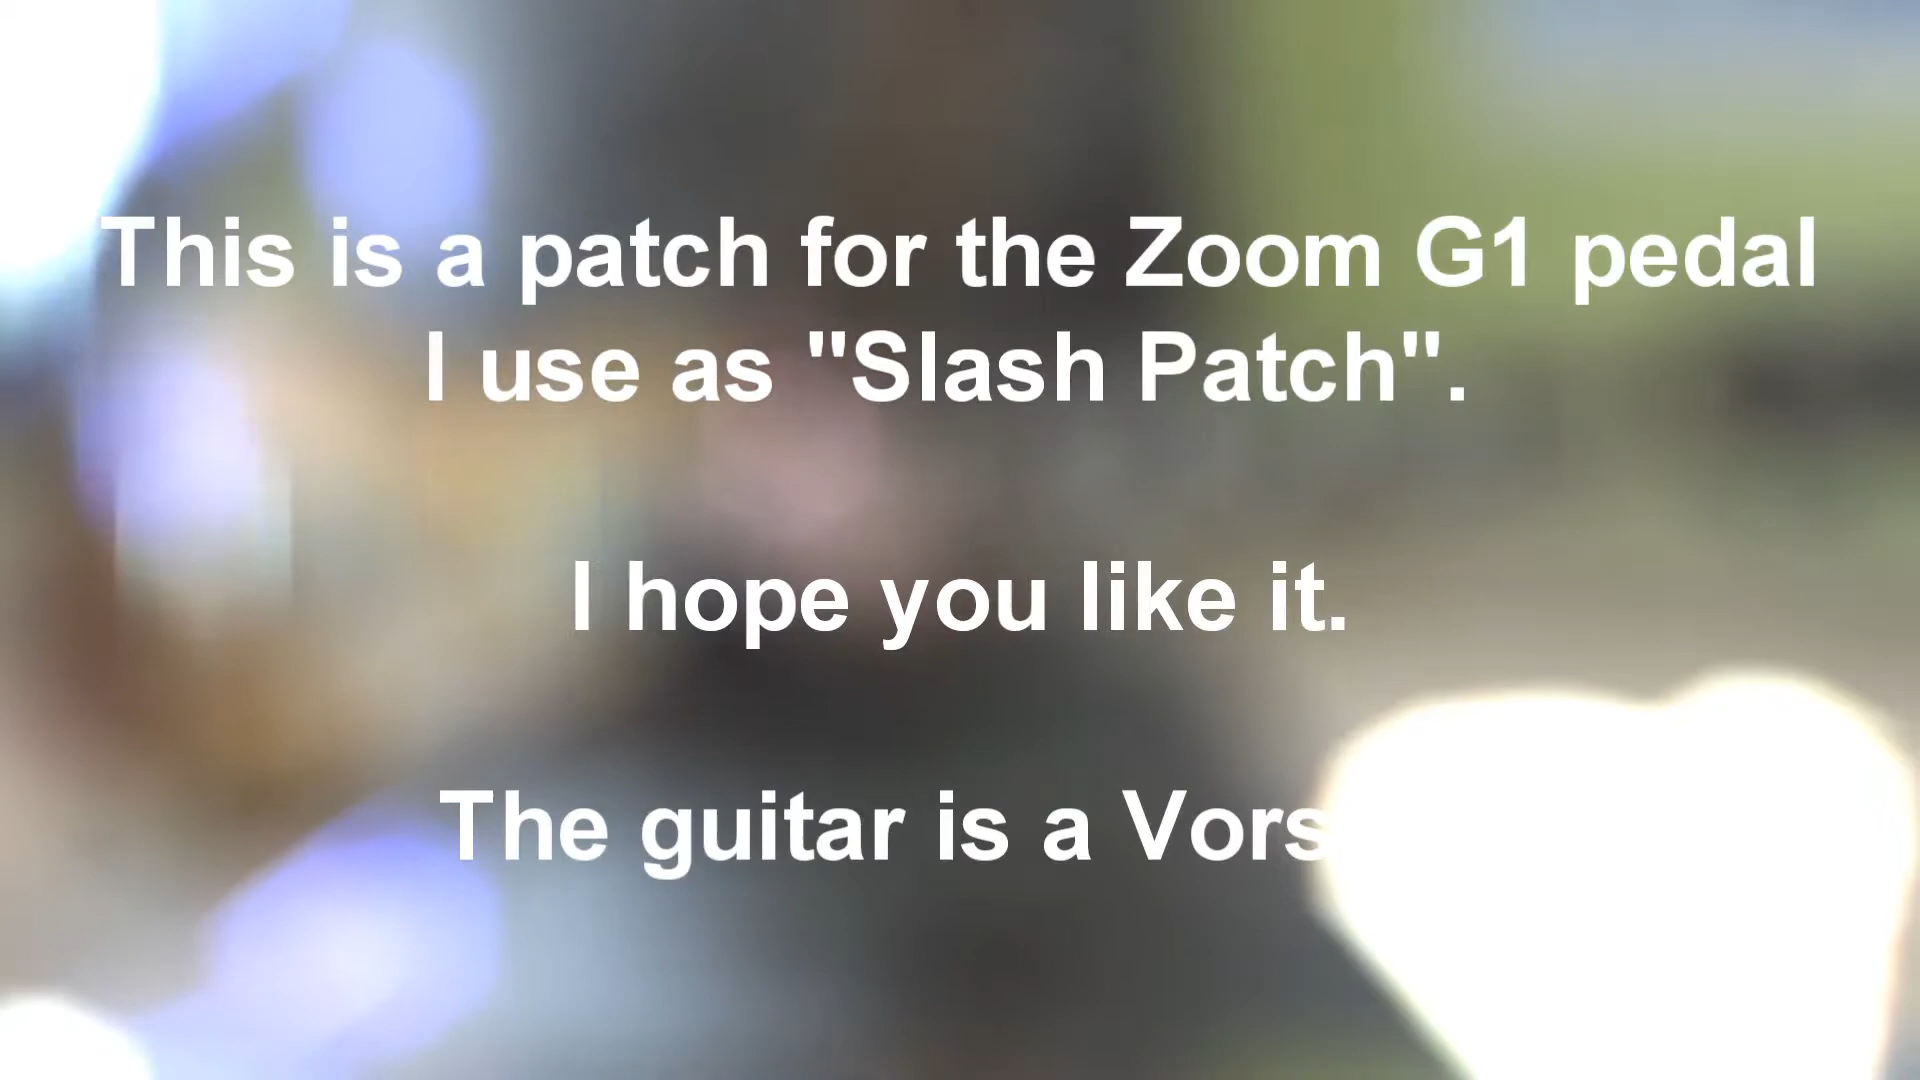 This is a patch for the Zoom G1 pedal
I use as "Slash Patch".
I hope you like it.
The guitar is a